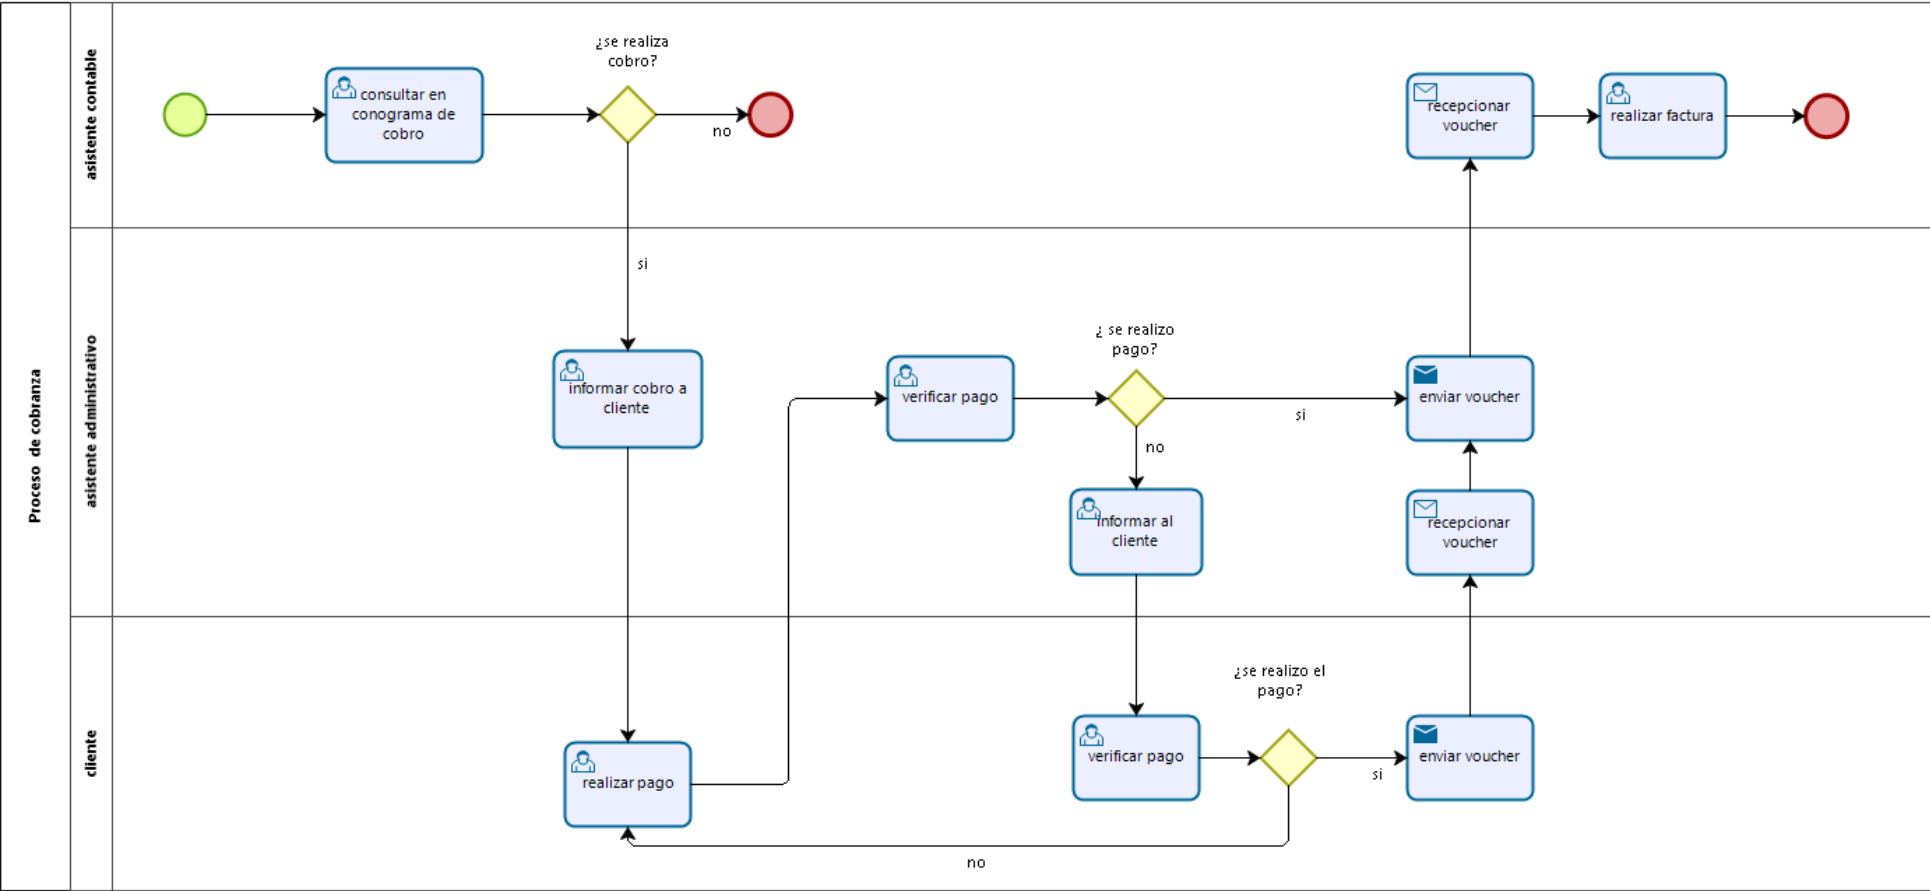 Proceso de cobranza
asistente contable
¿se realiza
cobro?
consultar en
conograma de
cobro
no
recepcionar
voucher
realizar factura
si
asistente administrativo
informar cobro a
cliente
verificar pago
¿ se realizo
pago?
si
no
enviar voucher
informar al
cliente
recepcionar
voucher
cliente
realizar pago
verificar pago
¿se realizo el
pago?
si
enviar voucher
no